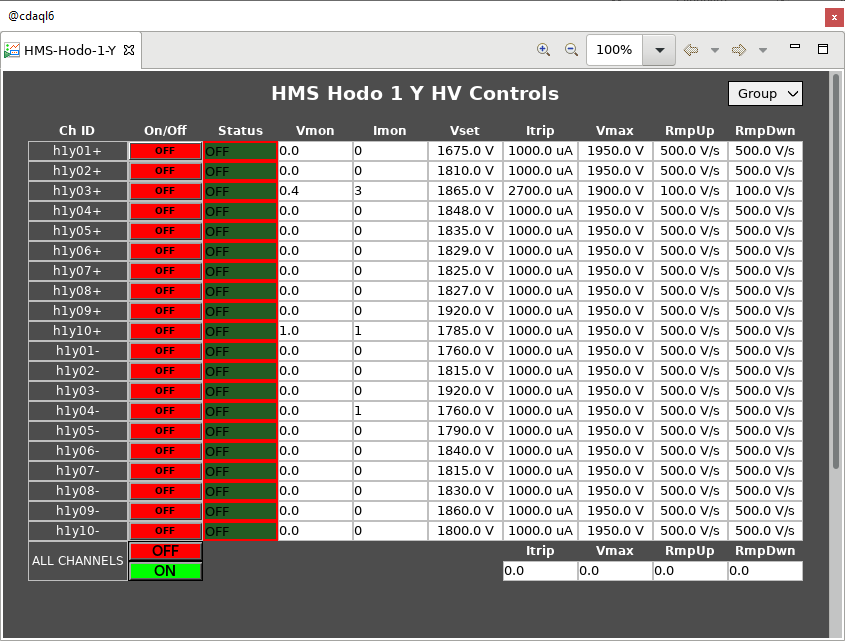 @cdaql6
x
HMS-Hodo-1-Y
100%
HMS Hodo 1 Y HV Controls
Group
Ch ID On/Off Status Vmon Imon Vset Itrip Vmax RmpUp RmpDwn
h1y01+ OFF OFF 0.0 0 1675.0 V 1000.0 uA 1950.0 V 500.0 V/s 500.0 V/s
h1y02+ OFF OFF 0.0 0 1810.0 V 1000.0 uA 1950.0 V 500.0 V/s 500.0 V/s
h1y03+ OFF OFF 0.4 3 1865.0 V 2700.0 uA 1900.0 V 100.0 V/s 100.0 V/s
h1y04+ OFF OFF 0.0 0 1848.0 V 1000.0 uA 1950.0 V 500.0 V/s 500.0 V/s
h1y05+ OFF OFF 0.0 0 1835.0 V 1000.0 uA 1950.0 V 500.0 V/s 500.0 V/s
h1y06+ OFF OFF 0.0 0 1829.0 V 1000.0 uA 1950.0 V 500.0 V/s 500.0 V/s
h1y07+ OFF OFF 0.0 0 1825.0 V 1000.0 uA 1950.0 V 500.0 V/s 500.0 V/s
h1y08+ OFF OFF 0.0 0 1827.0 V 1000.0 uA 1950.0 V 500.0 V/s 500.0 V/s
h1y09+ OFF OFF 0.0 0 1920.0 V 1000.0 uA 1950.0 V 500.0 V/s 500.0 V/s
h1y10+ OFF OFF 1.0 1 1785.0 V 1000.0 uA 1950.0 V 500.0 V/s 500.0 V/s
h1y01- OFF OFF 0.0 0 1760.0 V 1000.0 uA 1950.0 V 500.0 V/s 500.0 V/s
h1y02- OFF OFF 0.0 0 1815.0 V 1000.0 uA 1950.0 V 500.0 V/s 500.0 V/s
h1y03- OFF OFF 0.0 0 1920.0 V 1000.0 uA 1950.0 V 500.0 V/s 500.0 V/s
h1y04- OFF OFF 0.0 1 1760.0 V 1000.0 uA 1950.0 V 500.0 V/s 500.0 V/s
h1y05- OFF OFF 0.0 0 1790.0 V 1000.0 uA 1950.0 V 500.0 V/s 500.0 V/s
h1y06- OFF OFF 0.0 0 1840.0 V 1000.0 uA 1950.0 V 500.0 V/s 500.0 V/s
h1y07- OFF OFF 0.0 0 1815.0 V 1000.0 uA 1950.0 V 500.0 V/s 500.0 V/s
h1y08- OFF OFF 0.0 0 1830.0 V 1000.0 uA 1950.0 V 500.0 V/s 500.0 V/s
h1y09- OFF OFF 0.0 0 1860.0 V 1000.0 uA 1950.0 V 500.0 V/s 500.0 V/s
h1y10- OFF OFF 0.0 0 1800.0 V 1000.0 uA 1950.0 V 500.0 V/s 500.0 V/s
ALL CHANNELS
OFF Itrip Vmax RmpUp RmpDwn
ON 0.0 0.0 0.0 0.0